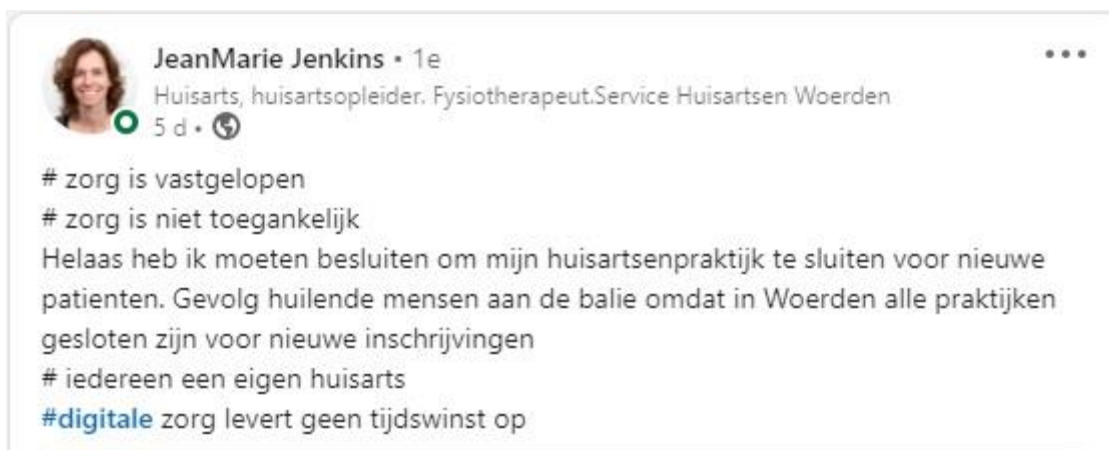 JeanMarie Jenkins • 1e
Huisarts, huisartsopleider. Fysiotherapeut.Service Huisartsen Woerden
5 d •
# zorg is vastgelopen
# zorg is niet toegankelijk
Helaas heb ik moeten besluiten om mijn huisartsenpraktijk te sluiten voor nieuwe
patienten. Gevolg huilende mensen aan de balie omdat in Woerden alle praktijken
gesloten zijn voor nieuwe inschrijvingen
# iedereen een eigen huisarts
#digitale zorg levert geen tijdswinst op